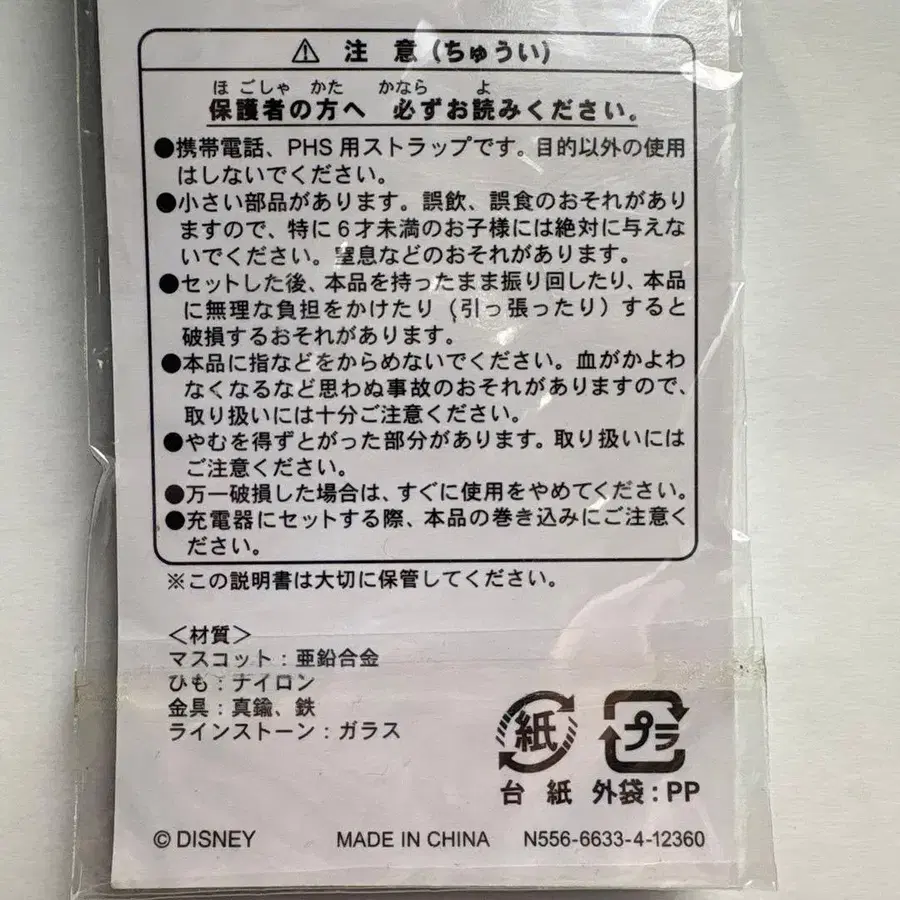 ⚠ 注 意(ちゅうい)
ほ ごしゃ かた かなら よ
保護者の方へ 必ずお読みください。
●携帯電話、PHS 用ストラップです。目的以外の使用
はしないでください。
●小さい部品があります。誤飲、誤食のおそれがあり
ますので、特に6才未満のお子様には絶対に与えな
いでください。窒息などのおそれがあります。
●セットした後、本品を持ったまま振り回したり、本品
に無理な負担をかけたり(引っ張ったり)すると
破損するおそれがあります。
●本品に指などをからめないでください。血がかよわ
なくなるなど思わぬ事故のおそれがありますので、
取り扱いには十分ご注意ください。
●やむを得ずとがった部分があります。取り扱いには
ご注意ください。
●万一破損した場合は、すぐに使用をやめてください。
●充電器にセットする際、本品の巻き込みにご注意く
ださい。
※この説明書は大切に保管してください。
<材質>
マスコット:亜鉛合金
ひも:ナイロン
金具:真鍮、鉄
ラインストーン:ガラス
紙 プラ
台 紙 外袋:PP
© DISNEY MADE IN CHINA N556-6633-4-12360